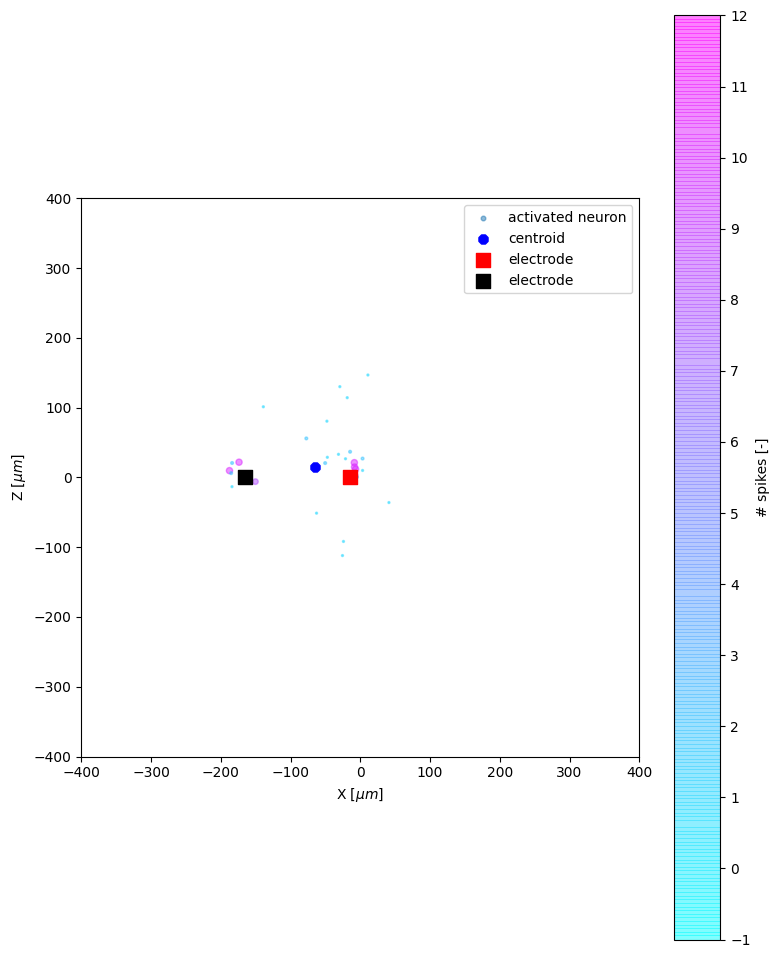 400
300
200
100
0
−100
−200
−300
−400
Z [μm]
−400 −300 −200 −100 0 100 200 300 400
X [μm]
activated neuron
centroid
electrode
electrode
12
11
10
9
8
7
6
5
4
3
2
1
0
−1
# spikes [-]